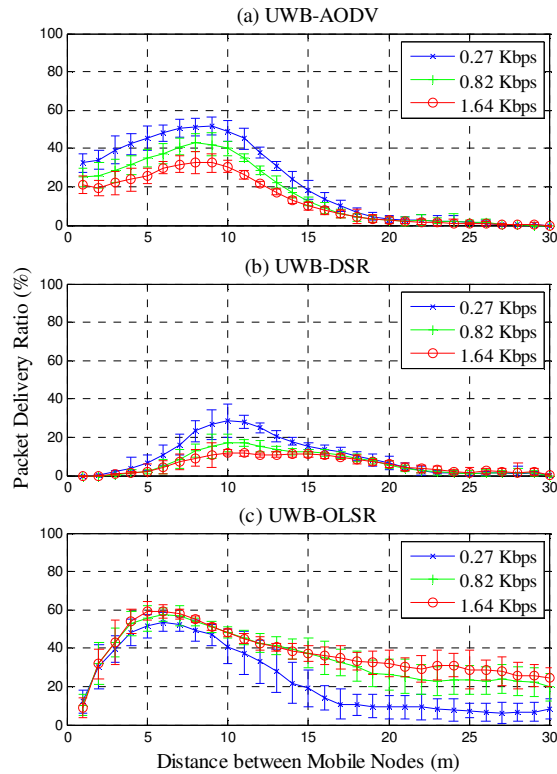 (a) UWB-AODV
100
80
60
40
20
0
0.27 Kbps
0.82 Kbps
1.64 Kbps
0 5 10 15 20 25 30
(b) UWB-DSR
100
80
60
40
20
0
0.27 Kbps
0.82 Kbps
1.64 Kbps
0 5 10 15 20 25 30
Packet Delivery Ratio (%)
(c) UWB-OLSR
100
80
60
40
20
0
0.27 Kbps
0.82 Kbps
1.64 Kbps
0 5 10 15 20 25 30
Distance between Mobile Nodes (m)